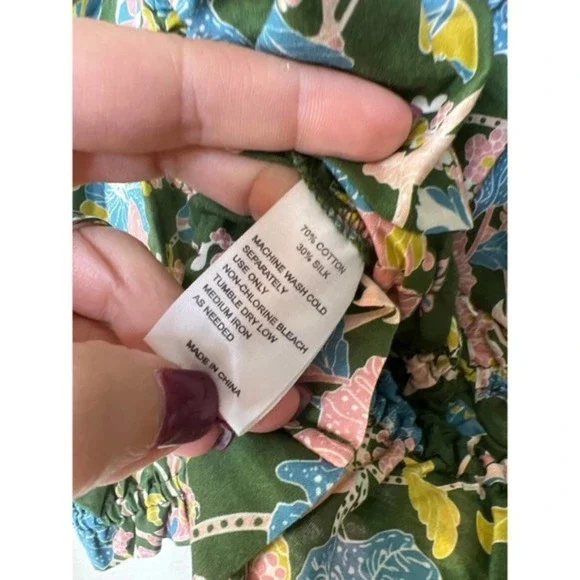 70% COTTON
30% SILK
MACHINE WASH COLD
SEPARATELY
USE ONLY
NON-CHLORINE BLEACH
TUMBLE DRY LOW
MEDIUM IRON
AS NEEDED
MADE IN CHINA